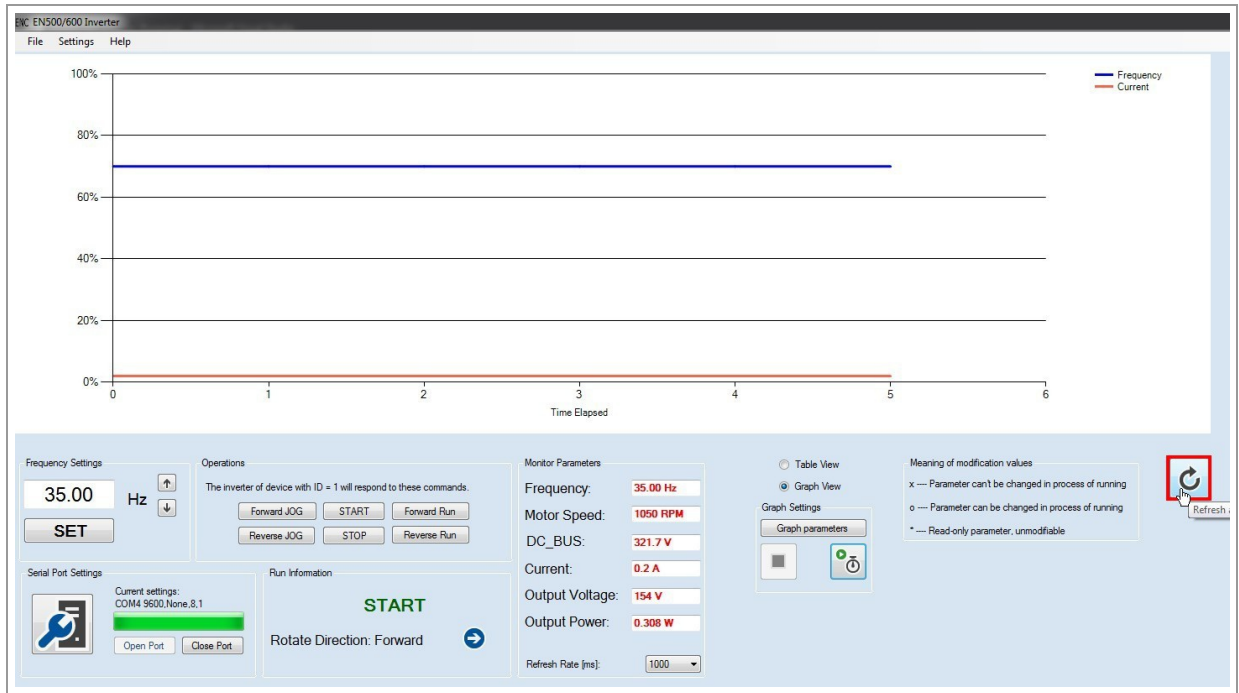 ENC EN500/600 Inverter
File Settings Help
100%
80%
60%
40%
20%
0%
0 1 2 3 4 5 6
Time Elapsed
Frequency
Current
Frequency Settings
35.00 Hz
SET
Operations
The inverter of device with ID = 1 will respond to these commands.
Forward JOG START Forward Run
Reverse JOG STOP Reverse Run
Serial Port Settings
Current settings:
COM4 9600,None,8,1
Open Port Close Port
Run Information
START
Rotate Direction: Forward
Monitor Parameters
Frequency: 35.00 Hz
Motor Speed: 1050 RPM
DC_BUS: 321.7 V
Current: 0.2 A
Output Voltage: 154 V
Output Power: 0.308 W
Refresh Rate [ms]: 1000
Table View
Graph View
Graph Settings
Graph parameters
Meaning of modification values
x --- Parameter can't be changed in process of running
o --- Parameter can be changed in process of running
* --- Read-only parameter, unmodifiable
Refresh